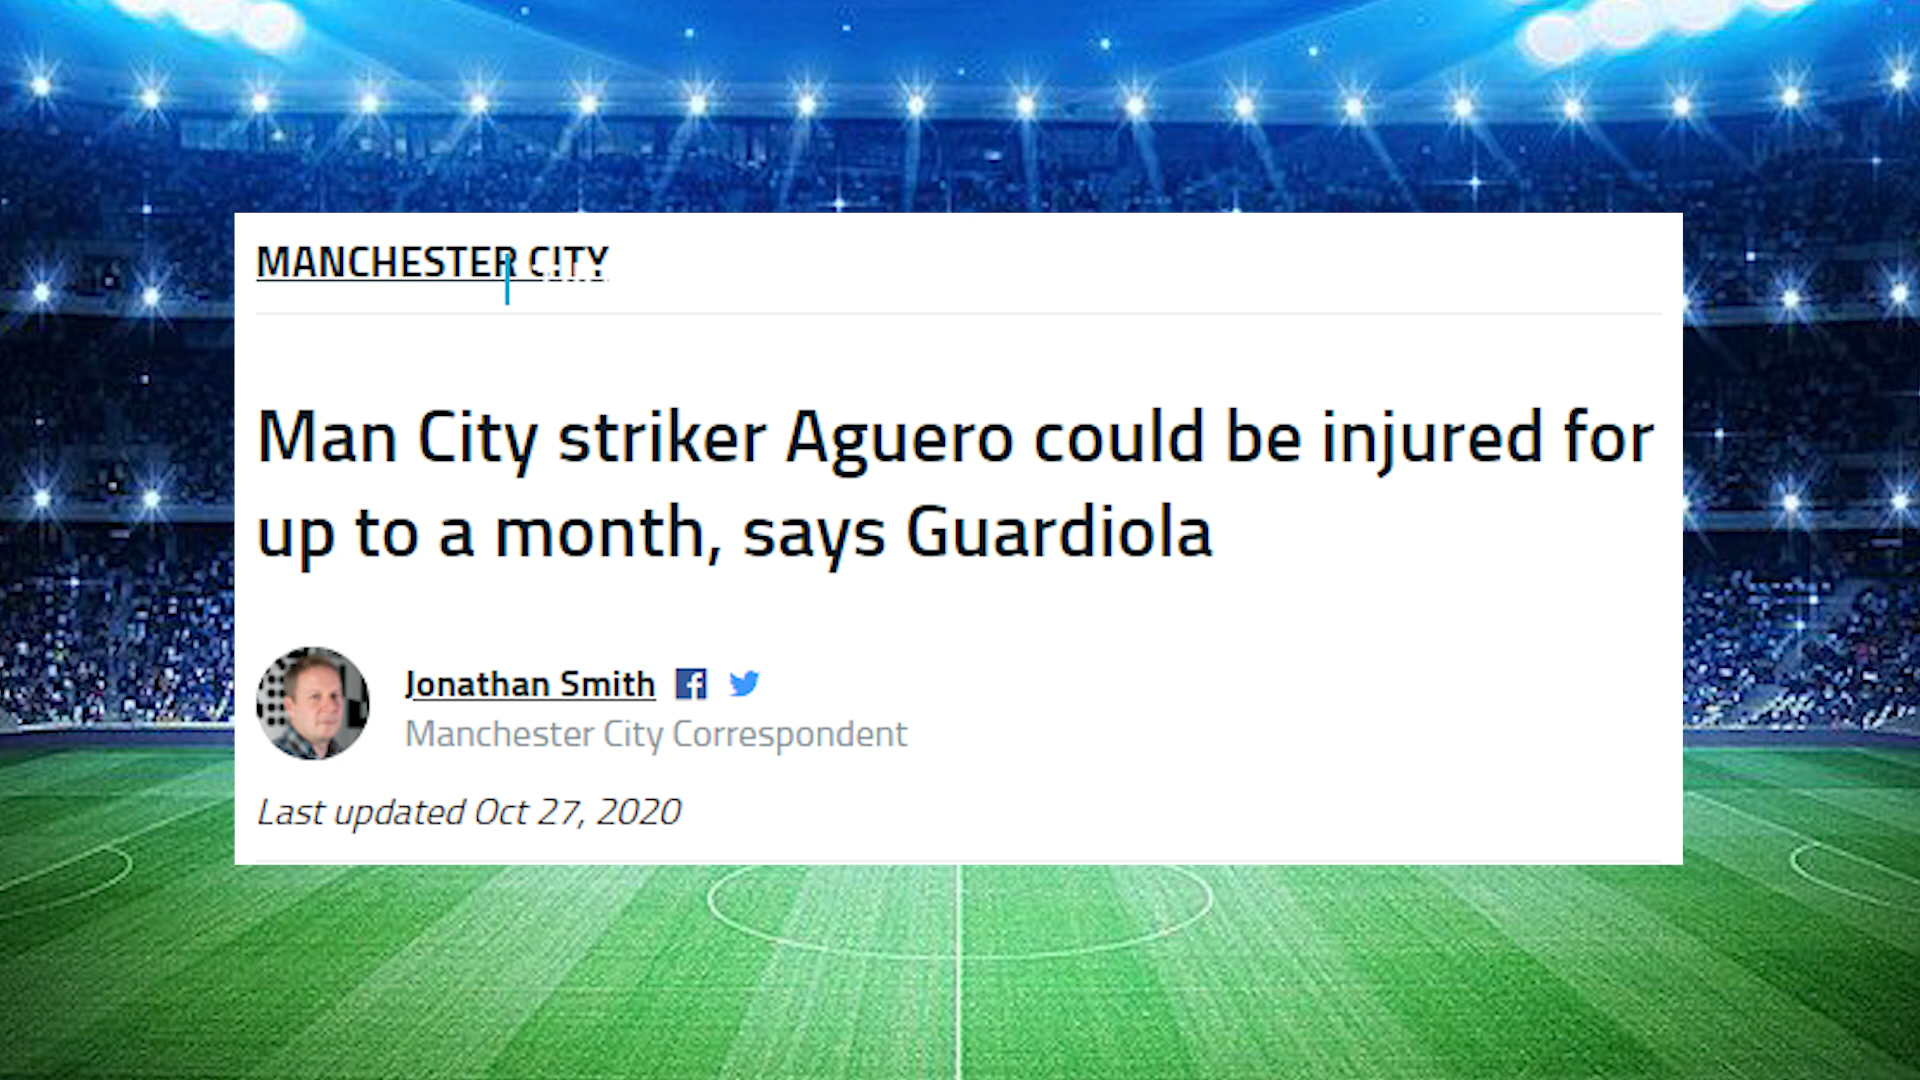 MANCHESTER CITY
Man City striker Aguero could be injured for
up to a month, says Guardiola
Jonathan Smith
Manchester City Correspondent
Last updated Oct 27, 2020